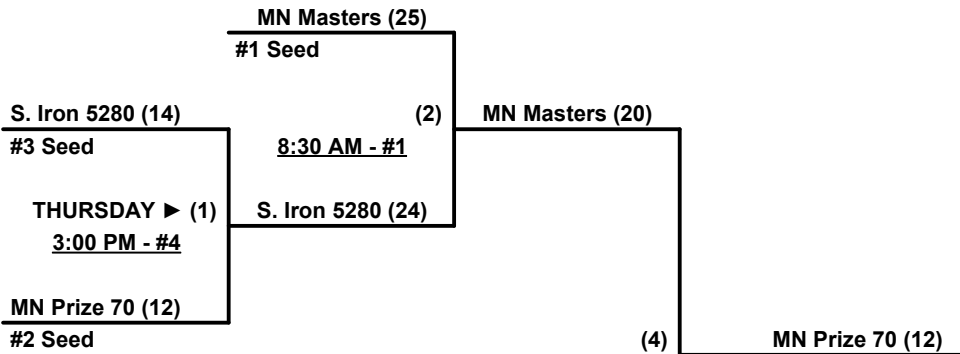 MN Masters (25)
#1 Seed
S. Iron 5280 (14)
(2)
MN Masters (20)
#3 Seed
8:30 AM - #1
THURSDAY ► (1)
S. Iron 5280 (24)
3:00 PM - #4
MN Prize 70 (12)
#2 Seed
(4)
MN Prize 70 (12)